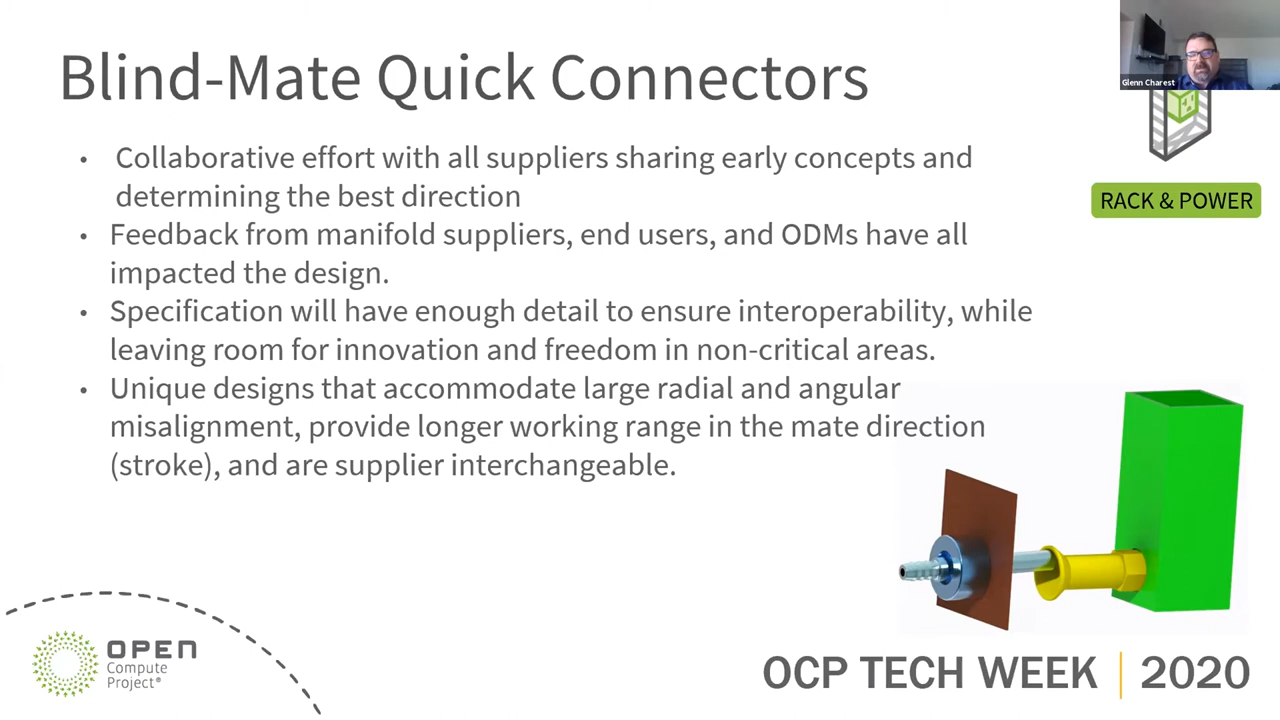 Blind-Mate Quick Connectors
Glenn Charest
RACK & POWER
• Collaborative effort with all suppliers sharing early concepts and
determining the best direction
• Feedback from manifold suppliers, end users, and ODMs have all
impacted the design.
• Specification will have enough detail to ensure interoperability, while
leaving room for innovation and freedom in non-critical areas.
• Unique designs that accommodate large radial and angular
misalignment, provide longer working range in the mate direction
(stroke), and are supplier interchangeable.
OPEN
Compute
Project®
OCP TECH WEEK | 2020